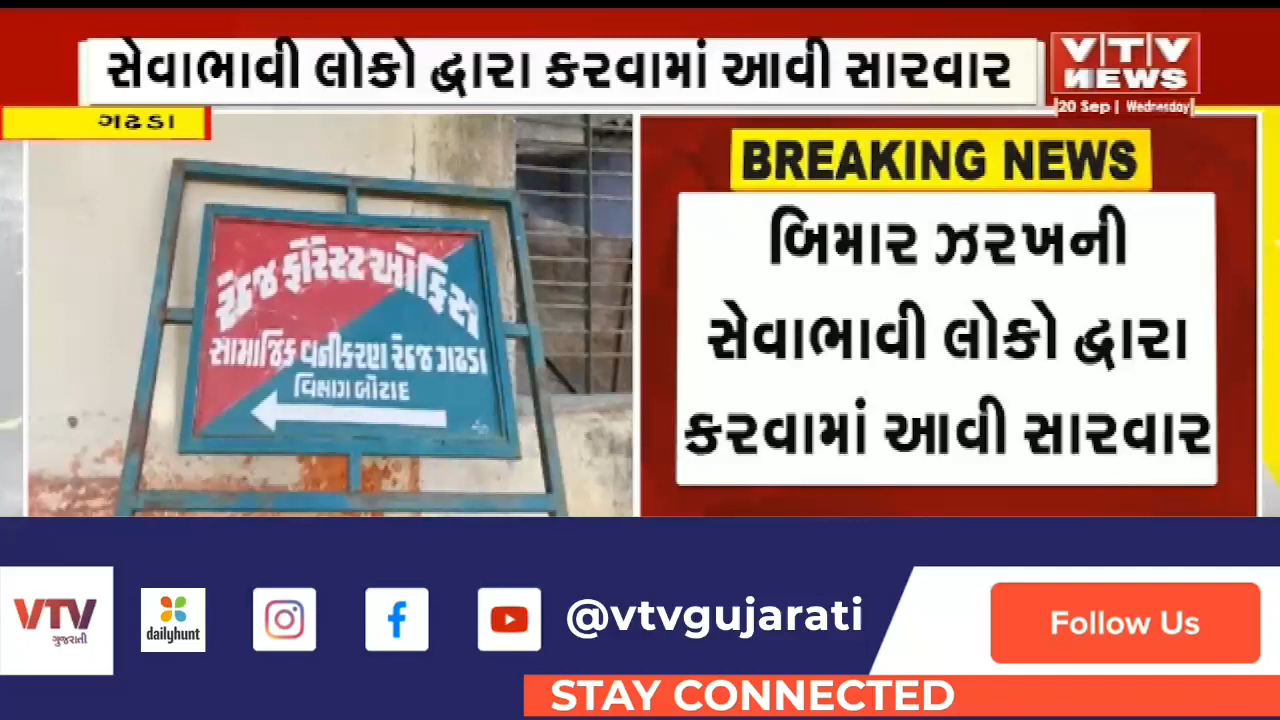 સેવાભાવી લોકો દ્વારા કરવામાં આવી સારવાર
VTV
NEWS
20 Sep | Wednesday
ગઢડા
BREAKING NEWS
બિમાર ઝરખની
સેવાભાવી લોકો દ્વારા
કરવામાં આવી સારવાર
રેન્જ ફોરેસ્ટ ઓફિસ
સામાજિક વનીકરણ રેન્જ ગઢડા
વિભાગ બોટાદ
VTV
ગુજરાતી
dailyhunt
@vtvgujarati
Follow Us
STAY CONNECTED